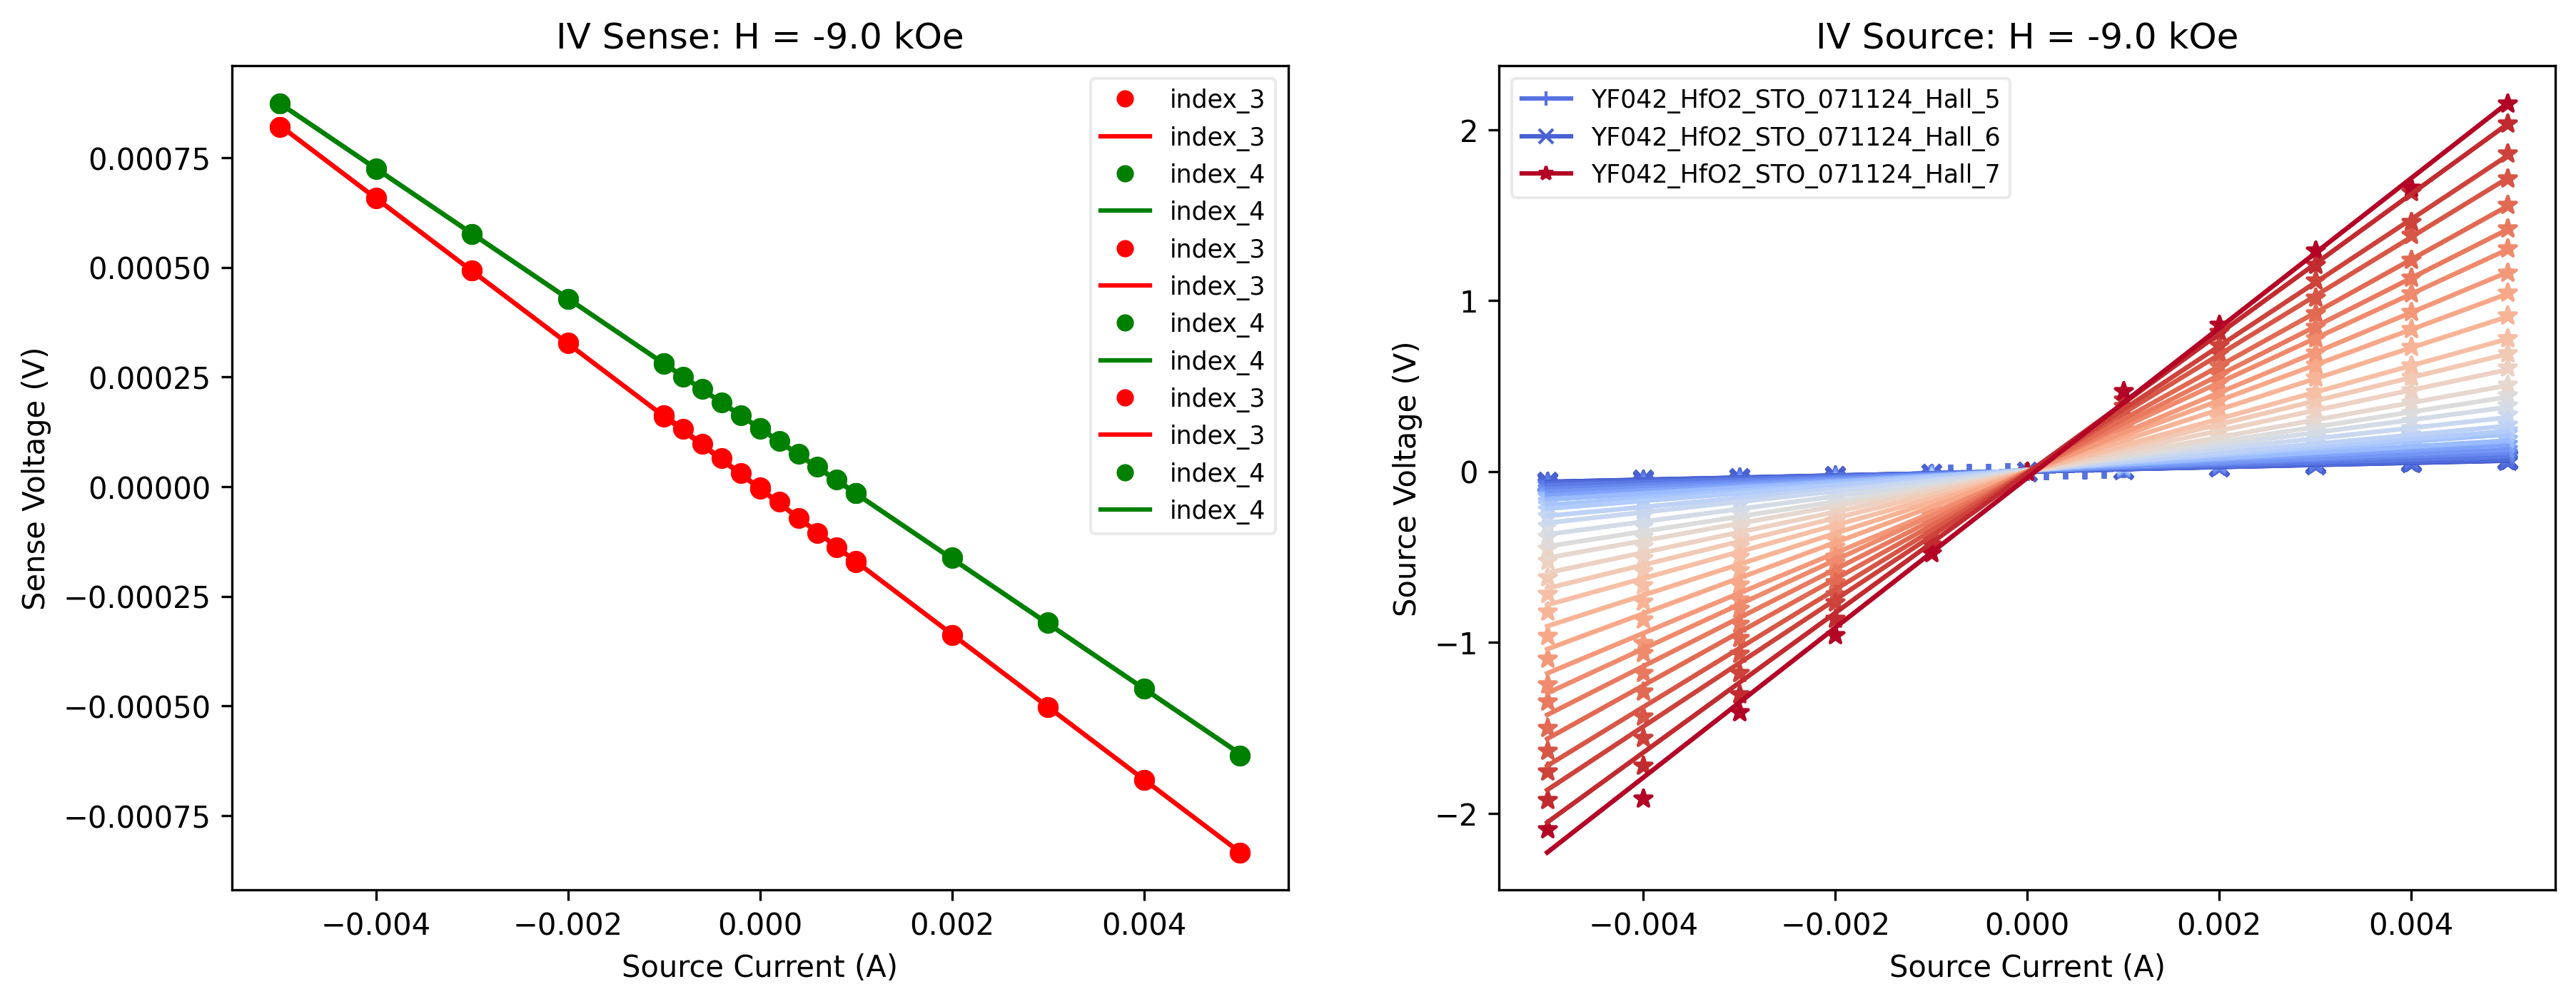 IV Sense: H = -9.0 kOe
Sense Voltage (V)
0.00075
0.00050
0.00025
0.00000
−0.00025
−0.00050
−0.00075
index_3
index_3
index_4
index_4
index_3
index_3
index_4
index_4
index_3
index_3
index_4
index_4
−0.004
−0.002
0.000
0.002
0.004
Source Current (A)
IV Source: H = -9.0 kOe
Source Voltage (V)
2
1
0
−1
−2
YF042_HfO2_STO_071124_Hall_5
YF042_HfO2_STO_071124_Hall_6
YF042_HfO2_STO_071124_Hall_7
−0.004
−0.002
0.000
0.002
0.004
Source Current (A)